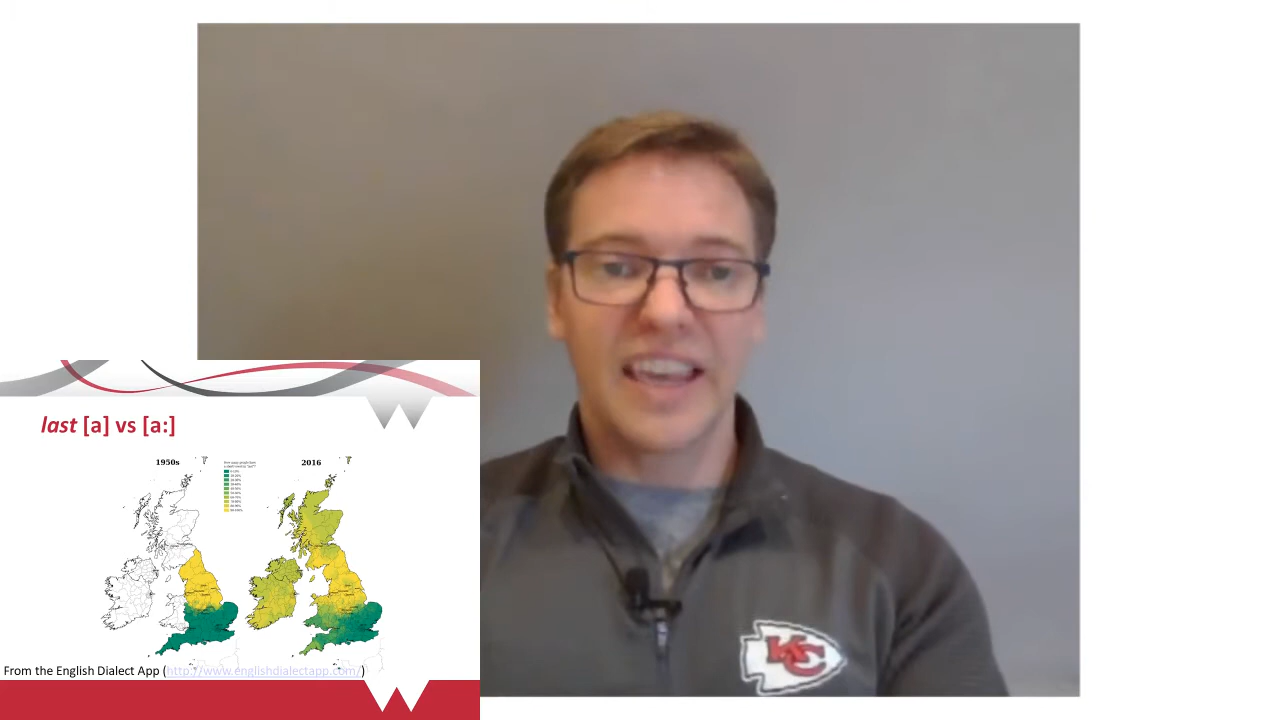 last [a] vs [a:]
1950s
2016
From the English Dialect App (http://www.englishdialectapp.com/)
KC